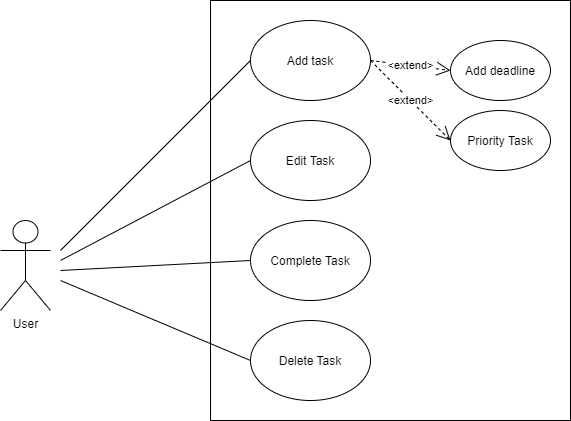 Add task
<extend>
Add deadline
<extend>
Priority Task
Edit Task
Complete Task
Delete Task
User